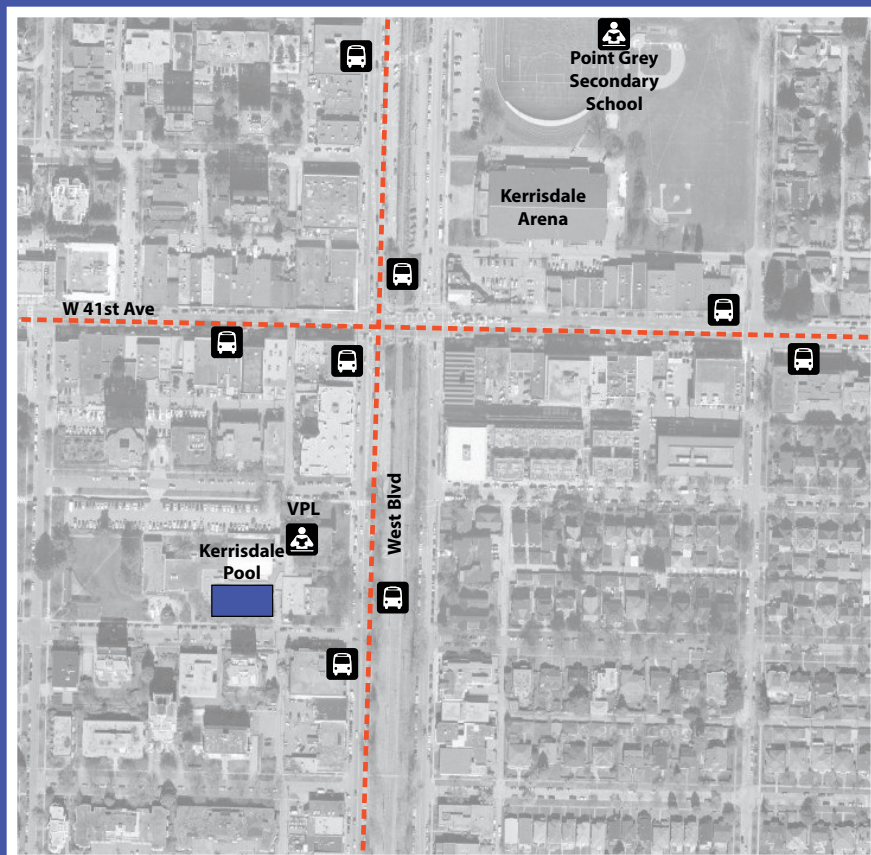 Point Grey
Secondary
School
Kerrisdale
Arena
W 41st Ave
West Blvd
VPL
Kerrisdale
Pool